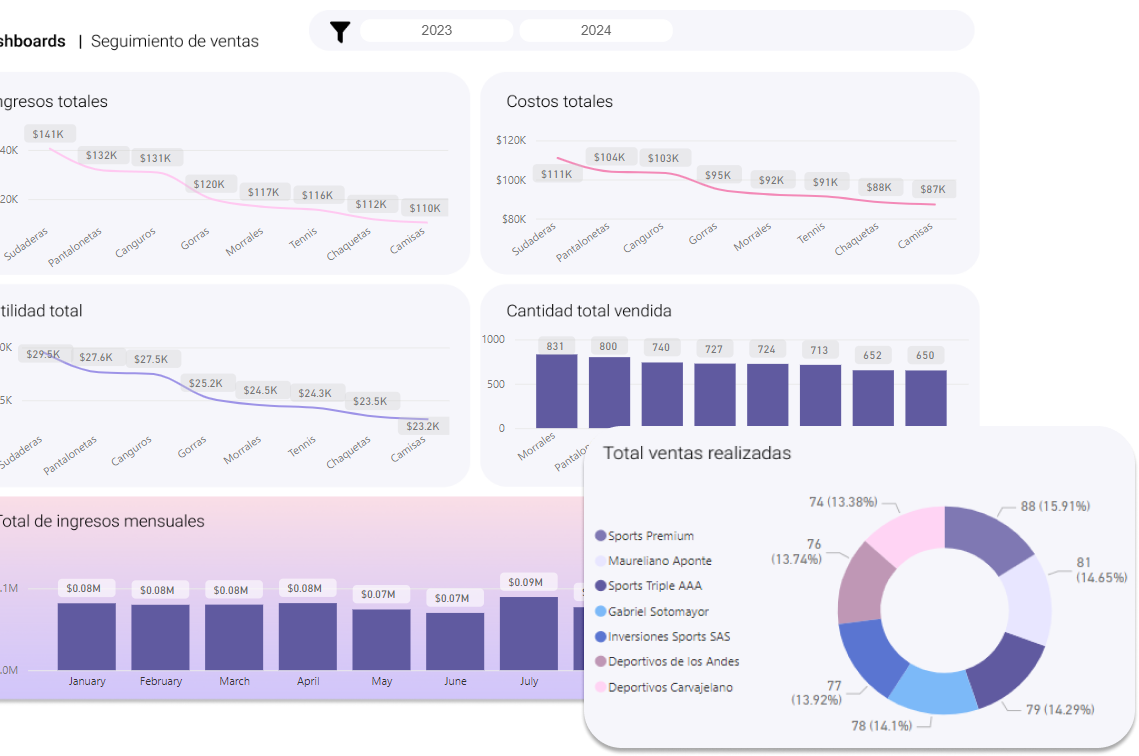 shboards | Seguimiento de ventas
2023
2024
ngresos totales
$141K
$132K
$131K
$120K
$117K
$116K
$112K
$110K
40K
20K
Sudaderas
Pantalonetas
Canguros
Gorras
Morrales
Tennis
Chaquetas
Camisas
Costos totales
$120K
$100K
$80K
$111K
$104K
$103K
$95K
$92K
$91K
$88K
$87K
Sudaderas
Pantalonetas
Canguros
Gorras
Morrales
Tennis
Chaquetas
Camisas
tilidad total
0K
5K
$29.5K
$27.6K
$27.5K
$25.2K
$24.5K
$24.3K
$23.5K
$23.2K
Sudaderas
Pantalonetas
Canguros
Gorras
Morrales
Tennis
Chaquetas
Camisas
Cantidad total vendida
1000
500
0
831
800
740
727
724
713
652
650
Morrales
Pantalo
Total de ingresos mensuales
.1M
.0M
$0.08M
$0.08M
$0.08M
$0.08M
$0.07M
$0.07M
$0.09M
January
February
March
April
May
June
July
Total ventas realizadas
Sports Premium
Maureliano Aponte
Sports Triple AAA
Gabriel Sotomayor
Inversiones Sports SAS
Deportivos de los Andes
Deportivos Carvajelano
74 (13.38%)
88 (15.91%)
76
(13.74%)
81
(14.65%)
77
(13.92%)
79 (14.29%)
78 (14.1%)